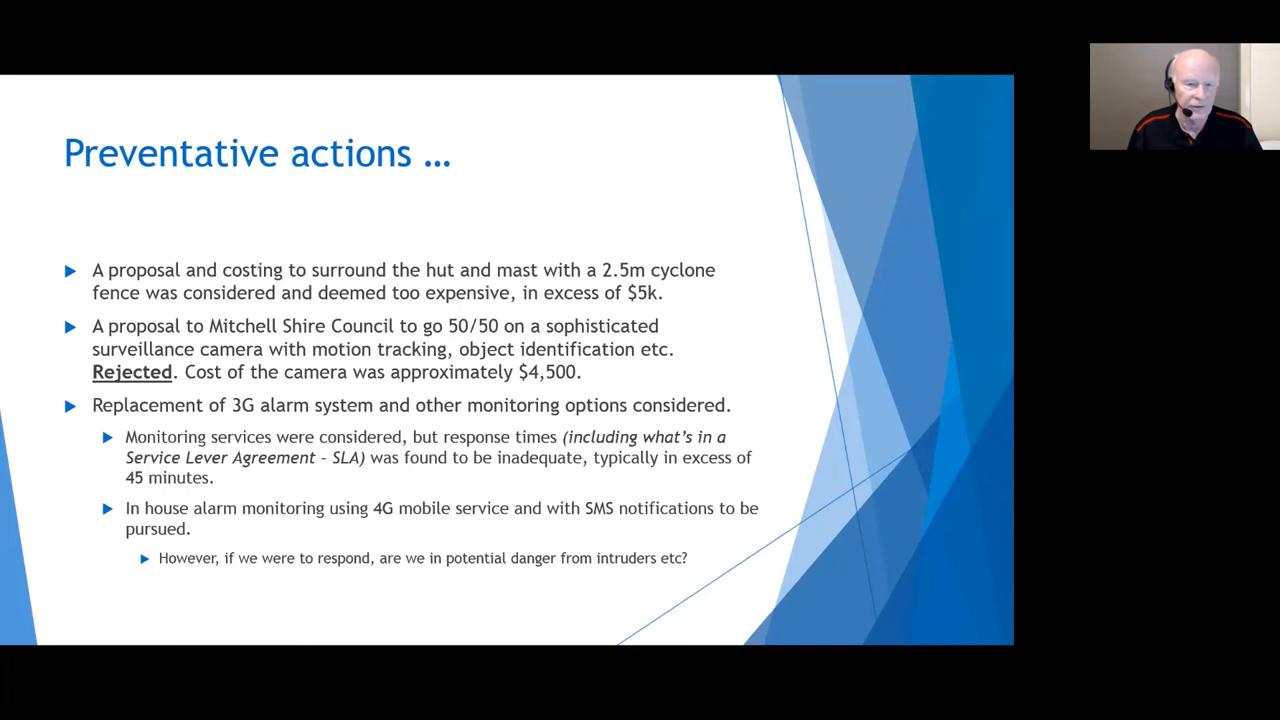 Preventative actions …
A proposal and costing to surround the hut and mast with a 2.5m cyclone
fence was considered and deemed too expensive, in excess of $5k.
A proposal to Mitchell Shire Council to go 50/50 on a sophisticated
surveillance camera with motion tracking, object identification etc.
Rejected. Cost of the camera was approximately $4,500.
Replacement of 3G alarm system and other monitoring options considered.
Monitoring services were considered, but response times (including what's in a
Service Lever Agreement – SLA) was found to be inadequate, typically in excess of
45 minutes.
In house alarm monitoring using 4G mobile service and with SMS notifications to be
pursued.
However, if we were to respond, are we in potential danger from intruders etc?